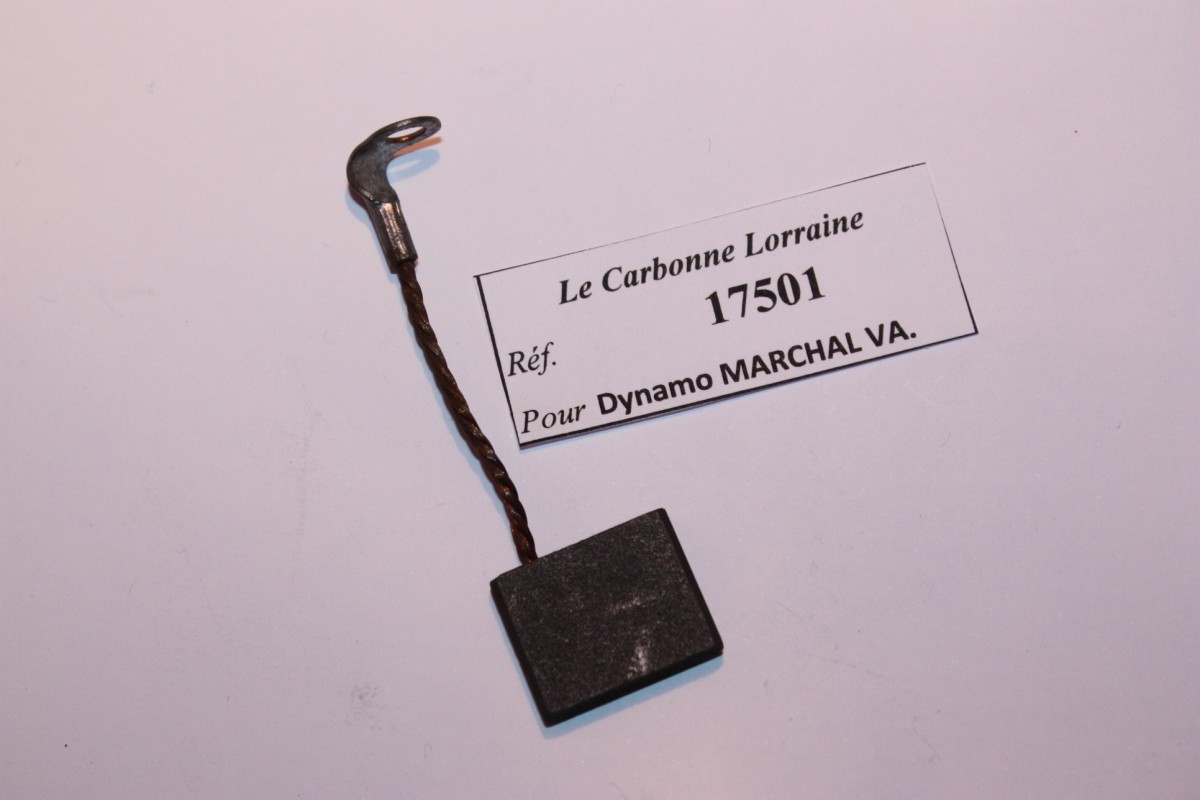 Le Carbonne Lorraine
17501
Réf.
Pour Dynamo MARCHAL VA.